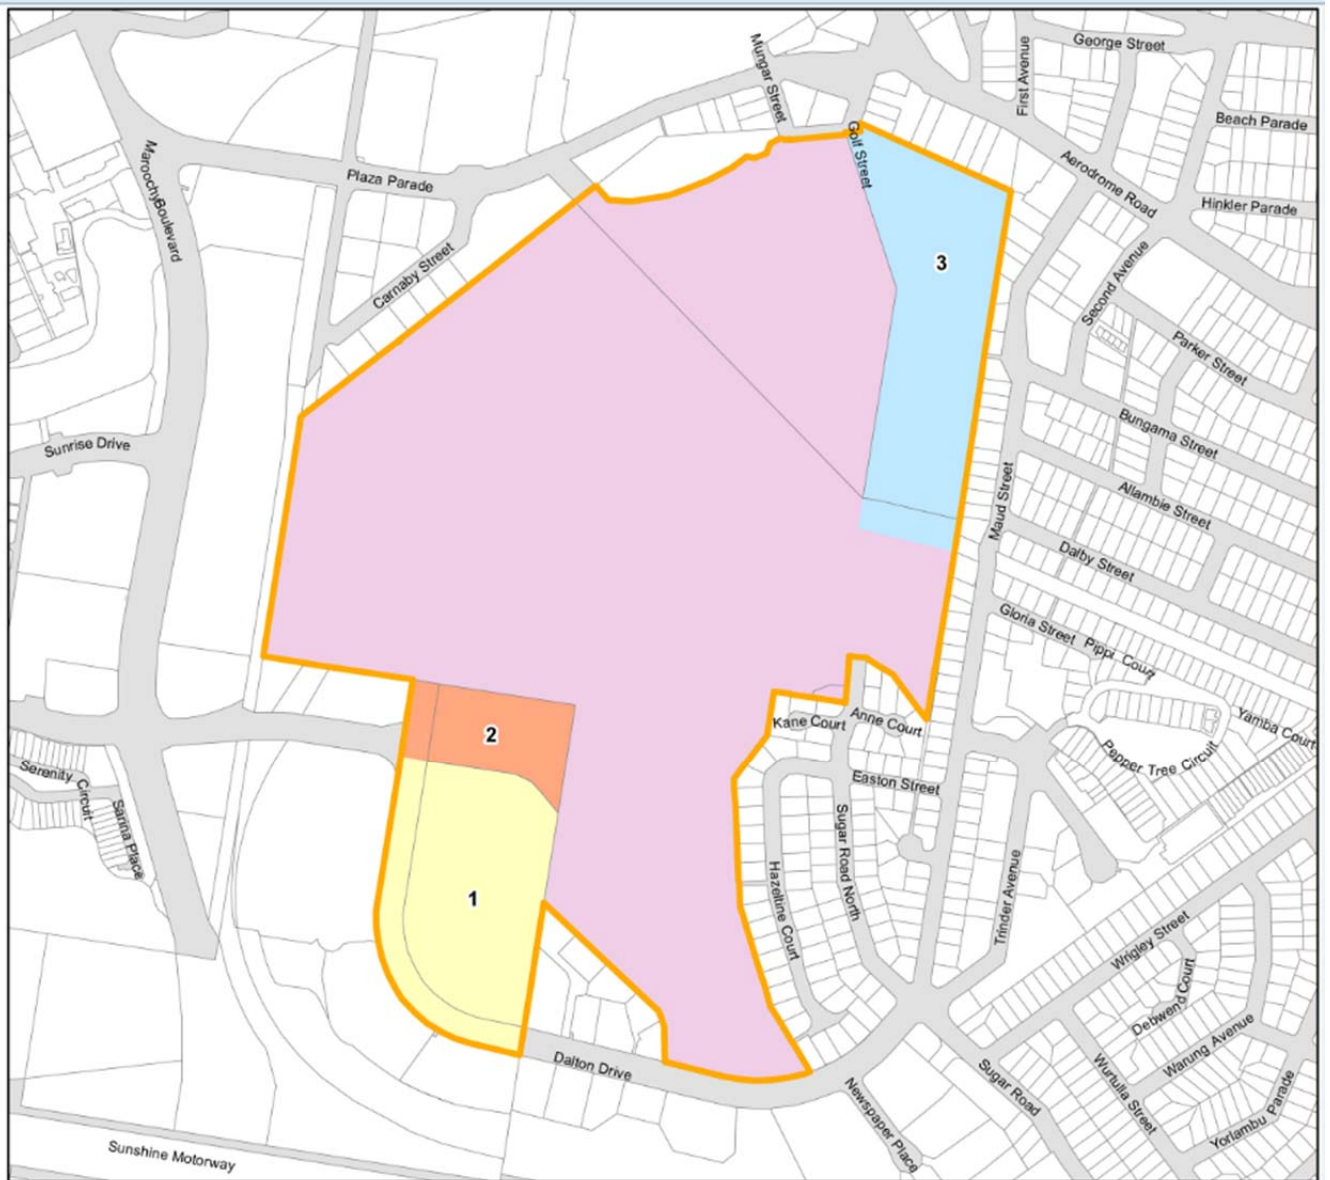 George Street
First Avenue
Mungar Street
Beach Parade
Golf Street
Aerodrome Road
Maroochy Boulevard
Plaza Parade
Hinkler Parade
Carnaby Street
Second Avenue
3
Parker Street
Bungama Street
Sunrise Drive
Maud Street
Allambie Street
Dalby Street
Gloria Street
Pippi Court
Yamba Court
Kane Court
Anne Court
2
Pepper Tree Circuit
Serenity Circuit
Easton Street
Sarina Place
Sugar Road North
Hazeltine Court
Trinder Avenue
1
Wrigley Street
Debwend Court
Warung Avenue
Dalton Drive
Sugar Road
Wurtulla Street
Newspaper Place
Yorlambu Parade
Sunshine Motorway